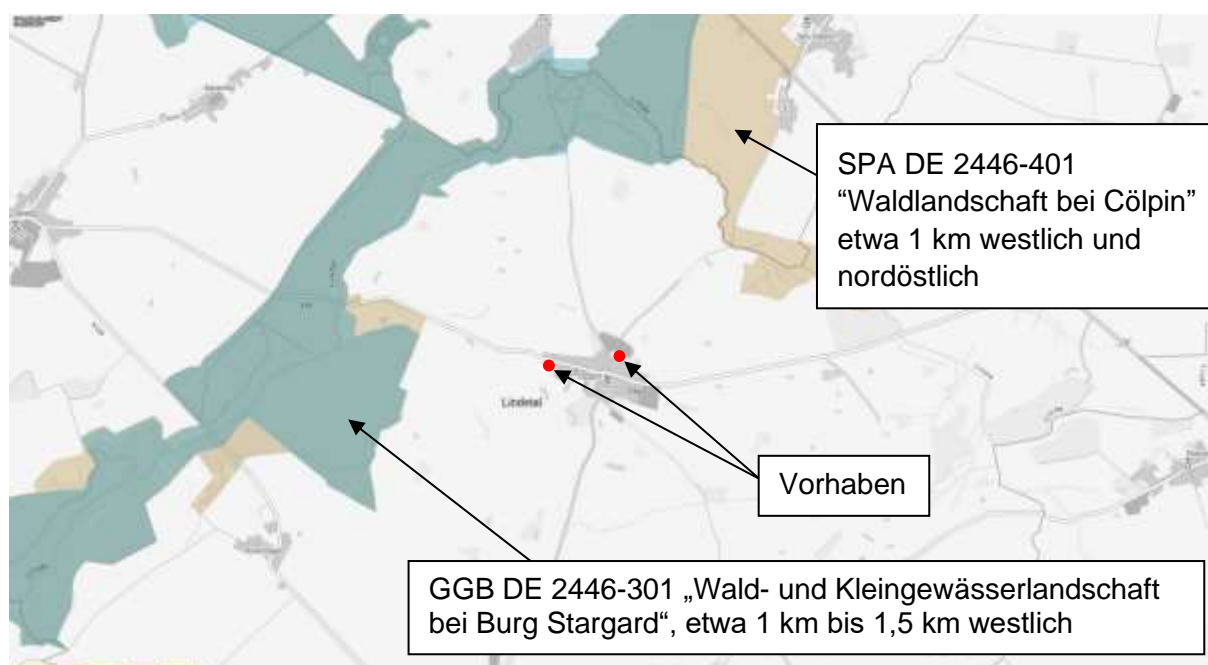 SPA DE 2446-401
“Waldlandschaft bei Cölpin”
etwa 1 km westlich und
nordöstlich
Lindetal
Vorhaben
GGB DE 2446-301 „Wald- und Kleingewässerlandschaft
bei Burg Stargard“, etwa 1 km bis 1,5 km westlich